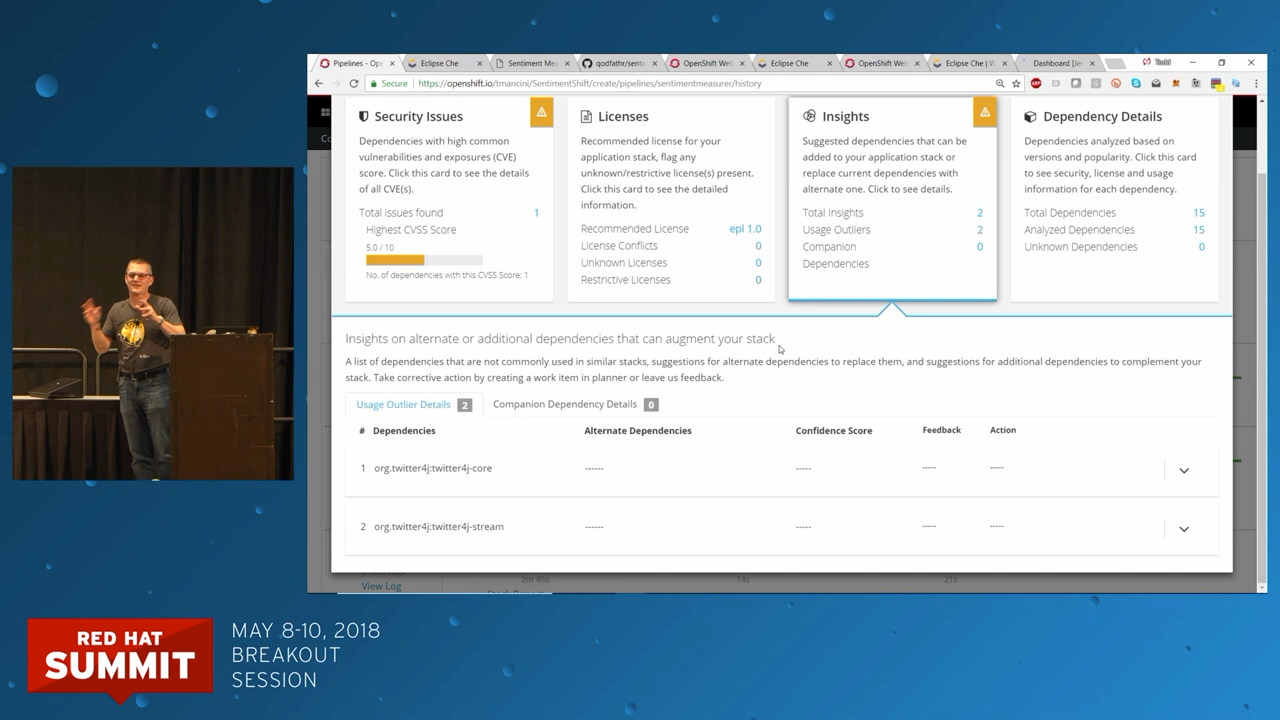 Pipelines - Ope
Eclipse Che
Sentiment Mea
qodfathr/senti
OpenShift Web
Eclipse Che
OpenShift Web
Eclipse Che | W
Dashboard [Je
Todd
Secure
https://openshift.io/tmancini/SentimentShift/create/pipelines/sentimentmeasurer/history
Co
Security Issues
Dependencies with high common
vulnerabilities and exposures (CVE)
score. Click this card to see the details
of all CVE(s).
Total issues found 1
Highest CVSS Score
5.0 / 10
No. of dependencies with this CVSS Score: 1
Licenses
Recommended license for your
application stack, flag any
unknown/restrictive license(s) present.
Click this card to see the detailed
information.
Recommended License epl 1.0
License Conflicts 0
Unknown Licenses 0
Restrictive Licenses 0
Insights
Suggested dependencies that can be
added to your application stack or
replace current dependencies with
alternate one. Click to see details.
Total Insights 2
Usage Outliers 2
Companion 0
Dependencies
Dependency Details
Dependencies analyzed based on
versions and popularity. Click this card
to see security, license and usage
information for each dependency.
Total Dependencies 15
Analyzed Dependencies 15
Unknown Dependencies 0
Insights on alternate or additional dependencies that can augment your stack
A list of dependencies that are not commonly used in similar stacks, suggestions for alternate dependencies to replace them, and suggestions for additional dependencies to complement your
stack. Take corrective action by creating a work item in planner or leave us feedback.
Usage Outlier Details 2 Companion Dependency Details 0
# Dependencies Alternate Dependencies Confidence Score Feedback Action
1 org.twitter4j:twitter4j-core ------ ----- ----- -----
2 org.twitter4j:twitter4j-stream ------ ----- ----- -----
View Log 2m 46s 14s 21s
RED HAT
SUMMIT
MAY 8-10, 2018
BREAKOUT
SESSION